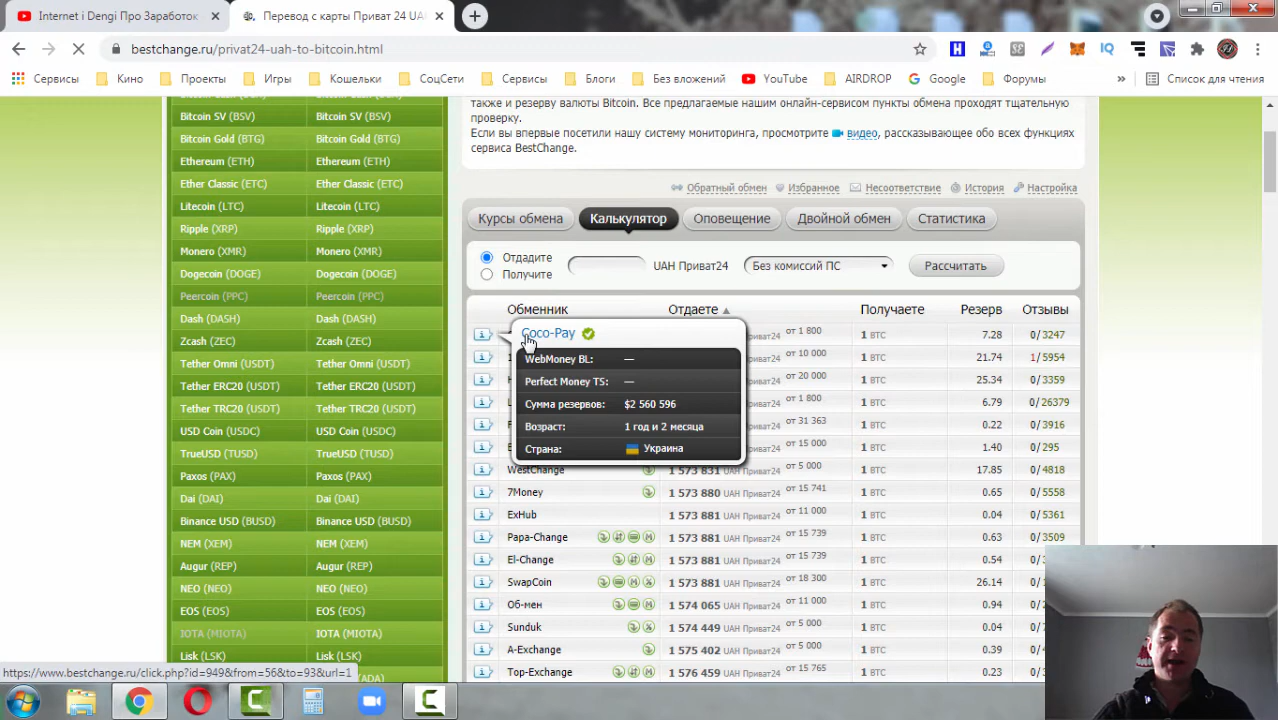 Internet i Dengi Про Заработок
Перевод с карты Приват 24 UA
bestchange.ru/privat24-uah-to-bitcoin.html
Сервисы Кино Проекты Игры Кошельки СоцСети Сервисы Блоги Без вложений YouTube AIRDROP Google Форумы » Список для чтения
также и резерву валюты Bitcoin. Все предлагаемые нашим онлайн-сервисом пункты обмена проходят тщательную
проверку.
Если вы впервые посетили нашу систему мониторинга, просмотрите видео, рассказывающее обо всех функциях
сервиса BestChange.
Обратный обмен Избранное Несоответствие История Настройка
Курсы обмена Калькулятор Оповещение Двойной обмен Статистика
Отдадите
Получите
UAH Приват24 Без комиссий ПС Рассчитать
Обменник Отдаете Получаете Резерв Отзывы
Coco-Pay
WebMoney BL: —
Perfect Money TS: —
Сумма резервов: $2 560 596
Возраст: 1 год и 2 месяца
Страна: Украина
Приват24 от 1 800 1 BTC 7.28 0/3247
от 10 000 1 BTC 21.74 1/5954
от 20 000 1 BTC 25.34 0/3359
от 1 800 1 BTC 6.79 0/26379
от 31 363 1 BTC 0.22 0/3916
от 15 000 1 BTC 1.40 0/295
WestChange 1 573 831 UAH Приват24 от 5 000 1 BTC 17.85 0/4818
7Money 1 573 880 UAH Приват24 от 15 741 1 BTC 0.65 0/5558
ExHub 1 573 881 UAH Приват24 от 11 000 1 BTC 0.04 0/5361
Papa-Change 1 573 881 UAH Приват24 от 15 739 1 BTC 0.63 0/3509
El-Change 1 573 881 UAH Приват24 от 15 739 1 BTC 0.54
SwapCoin 1 573 881 UAH Приват24 от 18 300 1 BTC 26.14
Об-мен 1 574 065 UAH Приват24 от 11 000 1 BTC 0.94
Sunduk 1 574 449 UAH Приват24 от 5 000 1 BTC 0.04
A-Exchange 1 575 402 UAH Приват24 от 5 000 1 BTC 0.39
Top-Exchange 1 576 459 UAH Приват24 от 15 765 1 BTC 0.23
Bitcoin SV (BSV) Bitcoin SV (BSV)
Bitcoin Gold (BTG) Bitcoin Gold (BTG)
Ethereum (ETH) Ethereum (ETH)
Ether Classic (ETC) Ether Classic (ETC)
Litecoin (LTC) Litecoin (LTC)
Ripple (XRP) Ripple (XRP)
Monero (XMR) Monero (XMR)
Dogecoin (DOGE) Dogecoin (DOGE)
Peercoin (PPC) Peercoin (PPC)
Dash (DASH) Dash (DASH)
Zcash (ZEC) Zcash (ZEC)
Tether Omni (USDT) Tether Omni (USDT)
Tether ERC20 (USDT) Tether ERC20 (USDT)
Tether TRC20 (USDT) Tether TRC20 (USDT)
USD Coin (USDC) USD Coin (USDC)
TrueUSD (TUSD) TrueUSD (TUSD)
Paxos (PAX) Paxos (PAX)
Dai (DAI) Dai (DAI)
Binance USD (BUSD) Binance USD (BUSD)
NEM (XEM) NEM (XEM)
Augur (REP) Augur (REP)
NEO (NEO) NEO (NEO)
EOS (EOS) EOS (EOS)
IOTA (MIOTA) IOTA (MIOTA)
Lisk (LSK) Lisk (LSK)
(ADA)
https://www.bestchange.ru/click.php?id=949&from=56&to=93&url=1